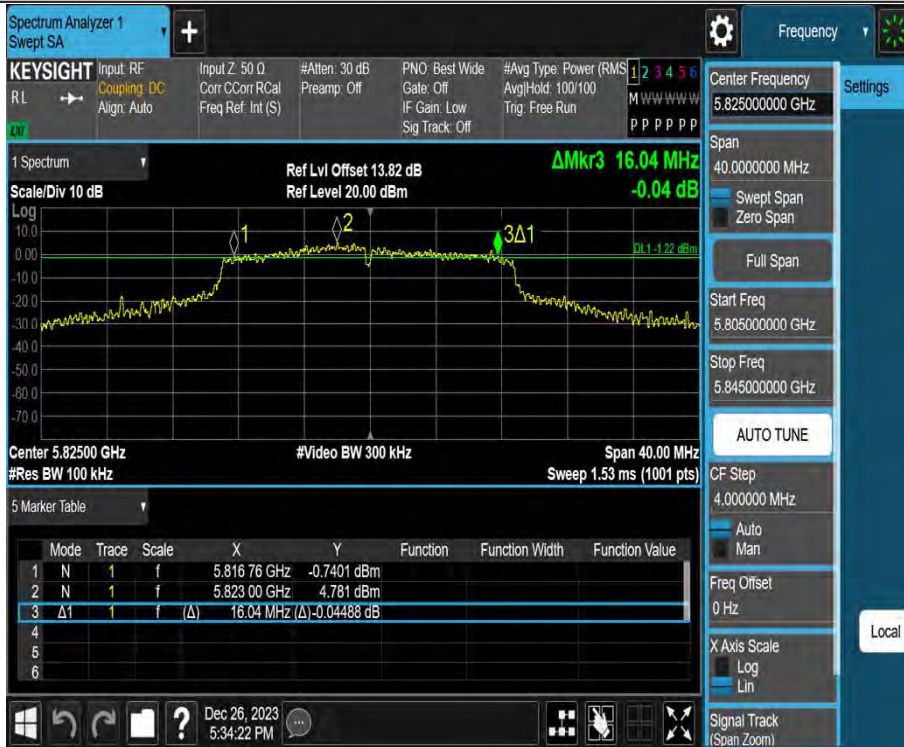 Spectrum Analyzer 1
Swept SA
+
Frequency
KEYSIGHT
RL
LXI
Input: RF
Coupling: DC
Align: Auto
Input Z: 50 Ω
Corr CCorr RCal
Freq Ref: Int (S)
#Atten: 30 dB
Preamp: Off
PNO: Best Wide
Gate: Off
IF Gain: Low
Sig Track: Off
#Avg Type: Power (RMS
Avg|Hold: 100/100
Trig: Free Run
1 2 3 4 5 6
M W W W W W
P P P P P P
Center Frequency
5.825000000 GHz
Settings
1 Spectrum
Scale/Div 10 dB
Ref Lvl Offset 13.82 dB
Ref Level 20.00 dBm
ΔMkr3 16.04 MHz
-0.04 dB
Span
40.0000000 MHz
Swept Span
Zero Span
Full Span
Start Freq
5.805000000 GHz
Stop Freq
5.845000000 GHz
AUTO TUNE
CF Step
4.000000 MHz
Auto
Man
Freq Offset
0 Hz
X Axis Scale
Log
Lin
Signal Track
(Span Zoom)
Local
Log
10.0
0.00
-10.0
-20.0
-30.0
-40.0
-50.0
-60.0
-70.0
1
2
3Δ1
DL1 -1.22 dBm
Center 5.82500 GHz
#Res BW 100 kHz
#Video BW 300 kHz
Span 40.00 MHz
Sweep 1.53 ms (1001 pts)
5 Marker Table
Mode Trace Scale X Y Function Function Width Function Value
1 N 1 f 5.816 76 GHz -0.7401 dBm
2 N 1 f 5.823 00 GHz 4.781 dBm
3 Δ1 1 f (Δ) 16.04 MHz (Δ) -0.04488 dB
4
5
6
?
Dec 26, 2023
5:34:22 PM